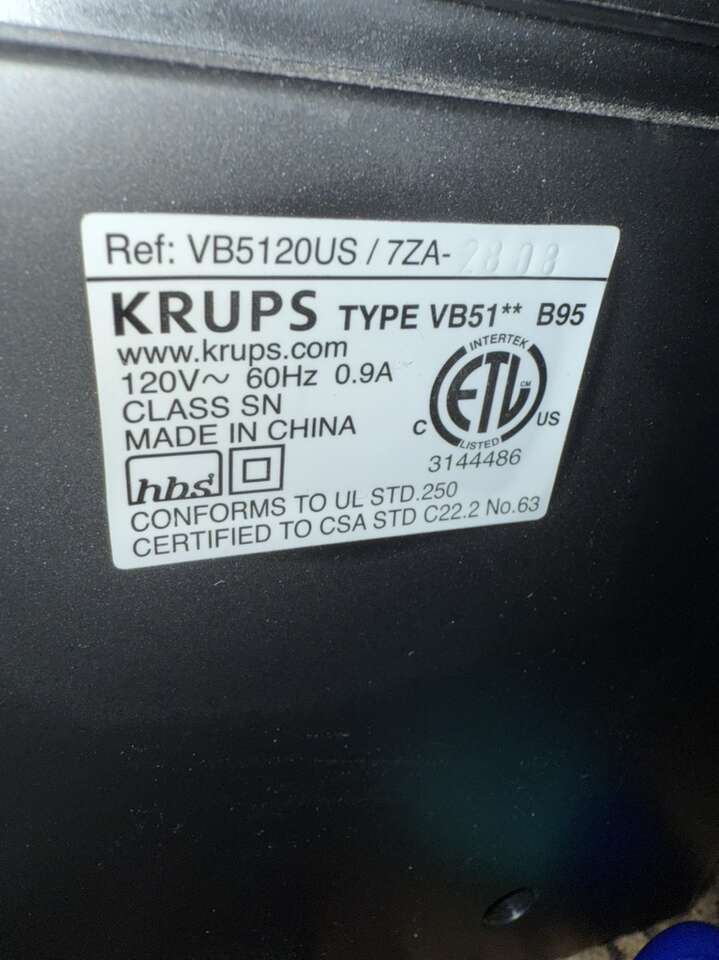 Ref: VB5120US / 7ZA-2808
KRUPS TYPE VB51** B95
www.krups.com
120V~ 60Hz 0.9A
CLASS SN
MADE IN CHINA
INTERTEK
C ETL CM US
LISTED
3144486
hbs
CONFORMS TO UL STD.250
CERTIFIED TO CSA STD C22.2 No.63